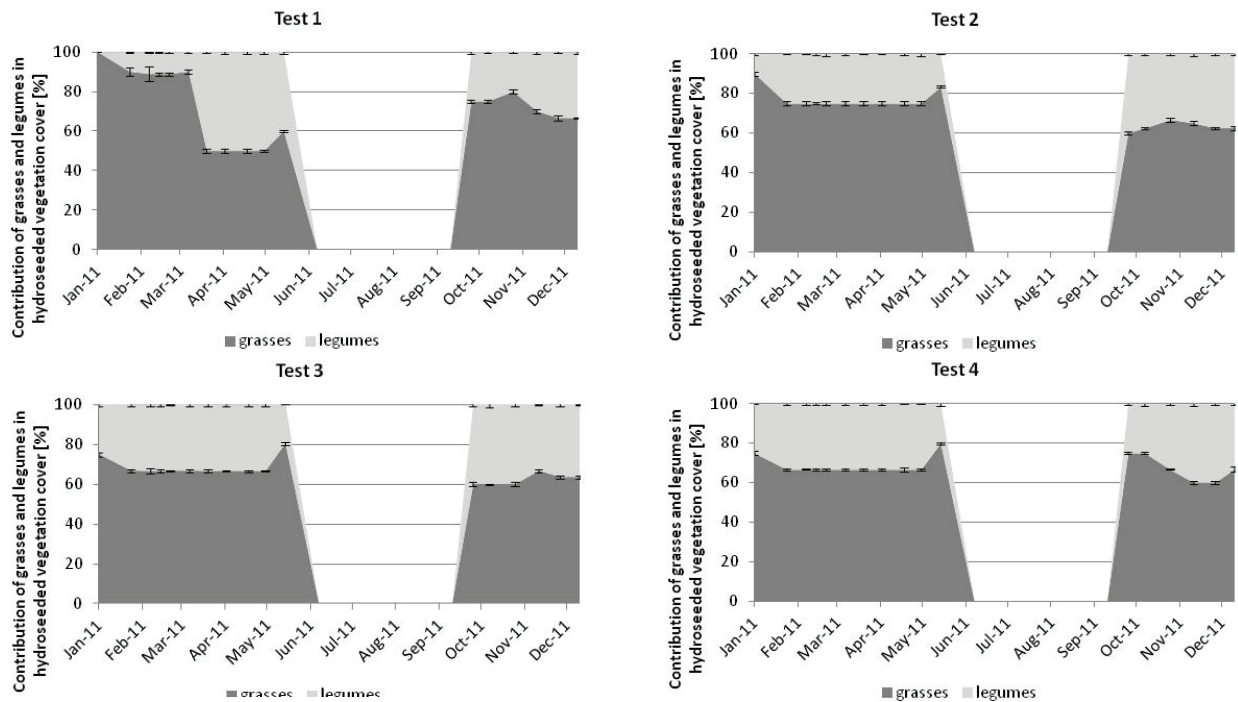 Test 1
Contribution of grasses and legumes in
hydroseeded vegetation cover [%]
100
80
60
40
20
0
Jan-11
Feb-11
Mar-11
Apr-11
May-11
Jun-11
Jul-11
Aug-11
Sep-11
Oct-11
Nov-11
Dec-11
grasses legumes
Test 2
Contribution of grasses and legumes in
hydroseeded vegetation cover [%]
100
80
60
40
20
0
Jan-11
Feb-11
Mar-11
Apr-11
May-11
Jun-11
Jul-11
Aug-11
Sep-11
Oct-11
Nov-11
Dec-11
grasses legumes
Test 3
Contribution of grasses and legumes in
hydroseeded vegetation cover [%]
100
80
60
40
20
0
Jan-11
Feb-11
Mar-11
Apr-11
May-11
Jun-11
Jul-11
Aug-11
Sep-11
Oct-11
Nov-11
Dec-11
grasses legumes
Test 4
Contribution of grasses and legumes in
hydroseeded vegetation cover [%]
100
80
60
40
20
0
Jan-11
Feb-11
Mar-11
Apr-11
May-11
Jun-11
Jul-11
Aug-11
Sep-11
Oct-11
Nov-11
Dec-11
grasses legumes